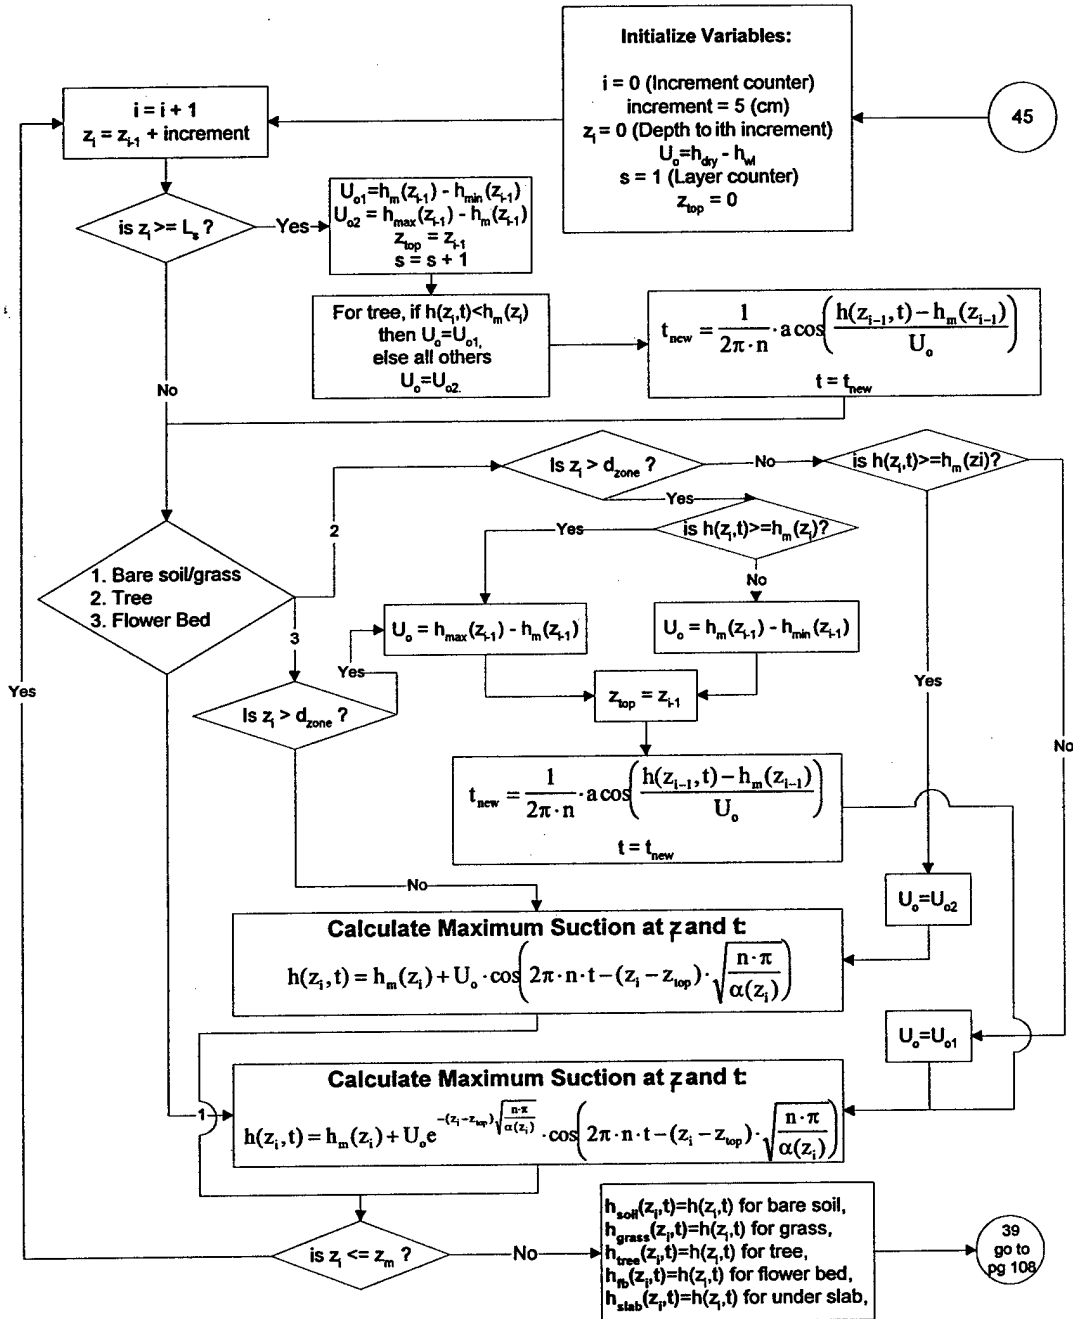 Initialize Variables:
i = 0 (Increment counter)
increment = 5 (cm)
zᵢ = 0 (Depth to ith increment)
U_o = h_dry - h_wl
s = 1 (Layer counter)
z_top = 0
45
i = i + 1
z_i = z_i-1 + increment
is z_i >= L_s ?
Yes
U_o1=h_m(z_i-1) - h_min(z_i-1)
U_o2 = h_max(z_i-1) - h_m(z_i-1)
z_top = z_i-1
s = s + 1
For tree, if h(z_i,t)<h_m(z_i)
then U_o=U_o1,
else all others
U_o=U_o2.
t_new = 1/(2π · n) · a cos((h(z_i-1, t) − h_m(z_i-1))/U_o)
t = t_new
No
Is z_i > d_zone ?
No
is h(z_i,t)>=h_m(zi)?
Yes
is h(z_i,t)>=h_m(z_i)?
Yes
No
2
1. Bare soil/grass
2. Tree
3. Flower Bed
3
U_o = h_max(z_i-1) - h_m(z_i-1)
U_o = h_m(z_i-1) - h_min(z_i-1)
Yes
Yes
Yes
Is z_i > d_zone ?
z_top = z_i-1
No
t_new = 1/(2π · n) · a cos((h(z_i-1, t) − h_m(z_i-1))/U_o)
t = t_new
No
U_o=U_o2
Calculate Maximum Suction at z_i and t:
h(z_i, t) = h_m(z_i) + U_o · cos(2π · n · t − (z_i − z_top) · √(n · π/α(z_i)))
U_o=U_o1
Calculate Maximum Suction at z_i and t:
1
h(z_i, t) = h_m(z_i) + U_o e^(−(z_i−z_top)√(n·π/α(z_i))) · cos(2π · n · t − (z_i − z_top) · √(n · π/α(z_i)))
is z_i <= z_m ?
No
h_soil(z_i,t)=h(z_i,t) for bare soil,
h_grass(z_i,t)=h(z_i,t) for grass,
h_tree(z_i,t)=h(z_i,t) for tree,
h_fb(z_i,t)=h(z_i,t) for flower bed,
h_slab(z_i,t)=h(z_i,t) for under slab,
39
go to
pg 108